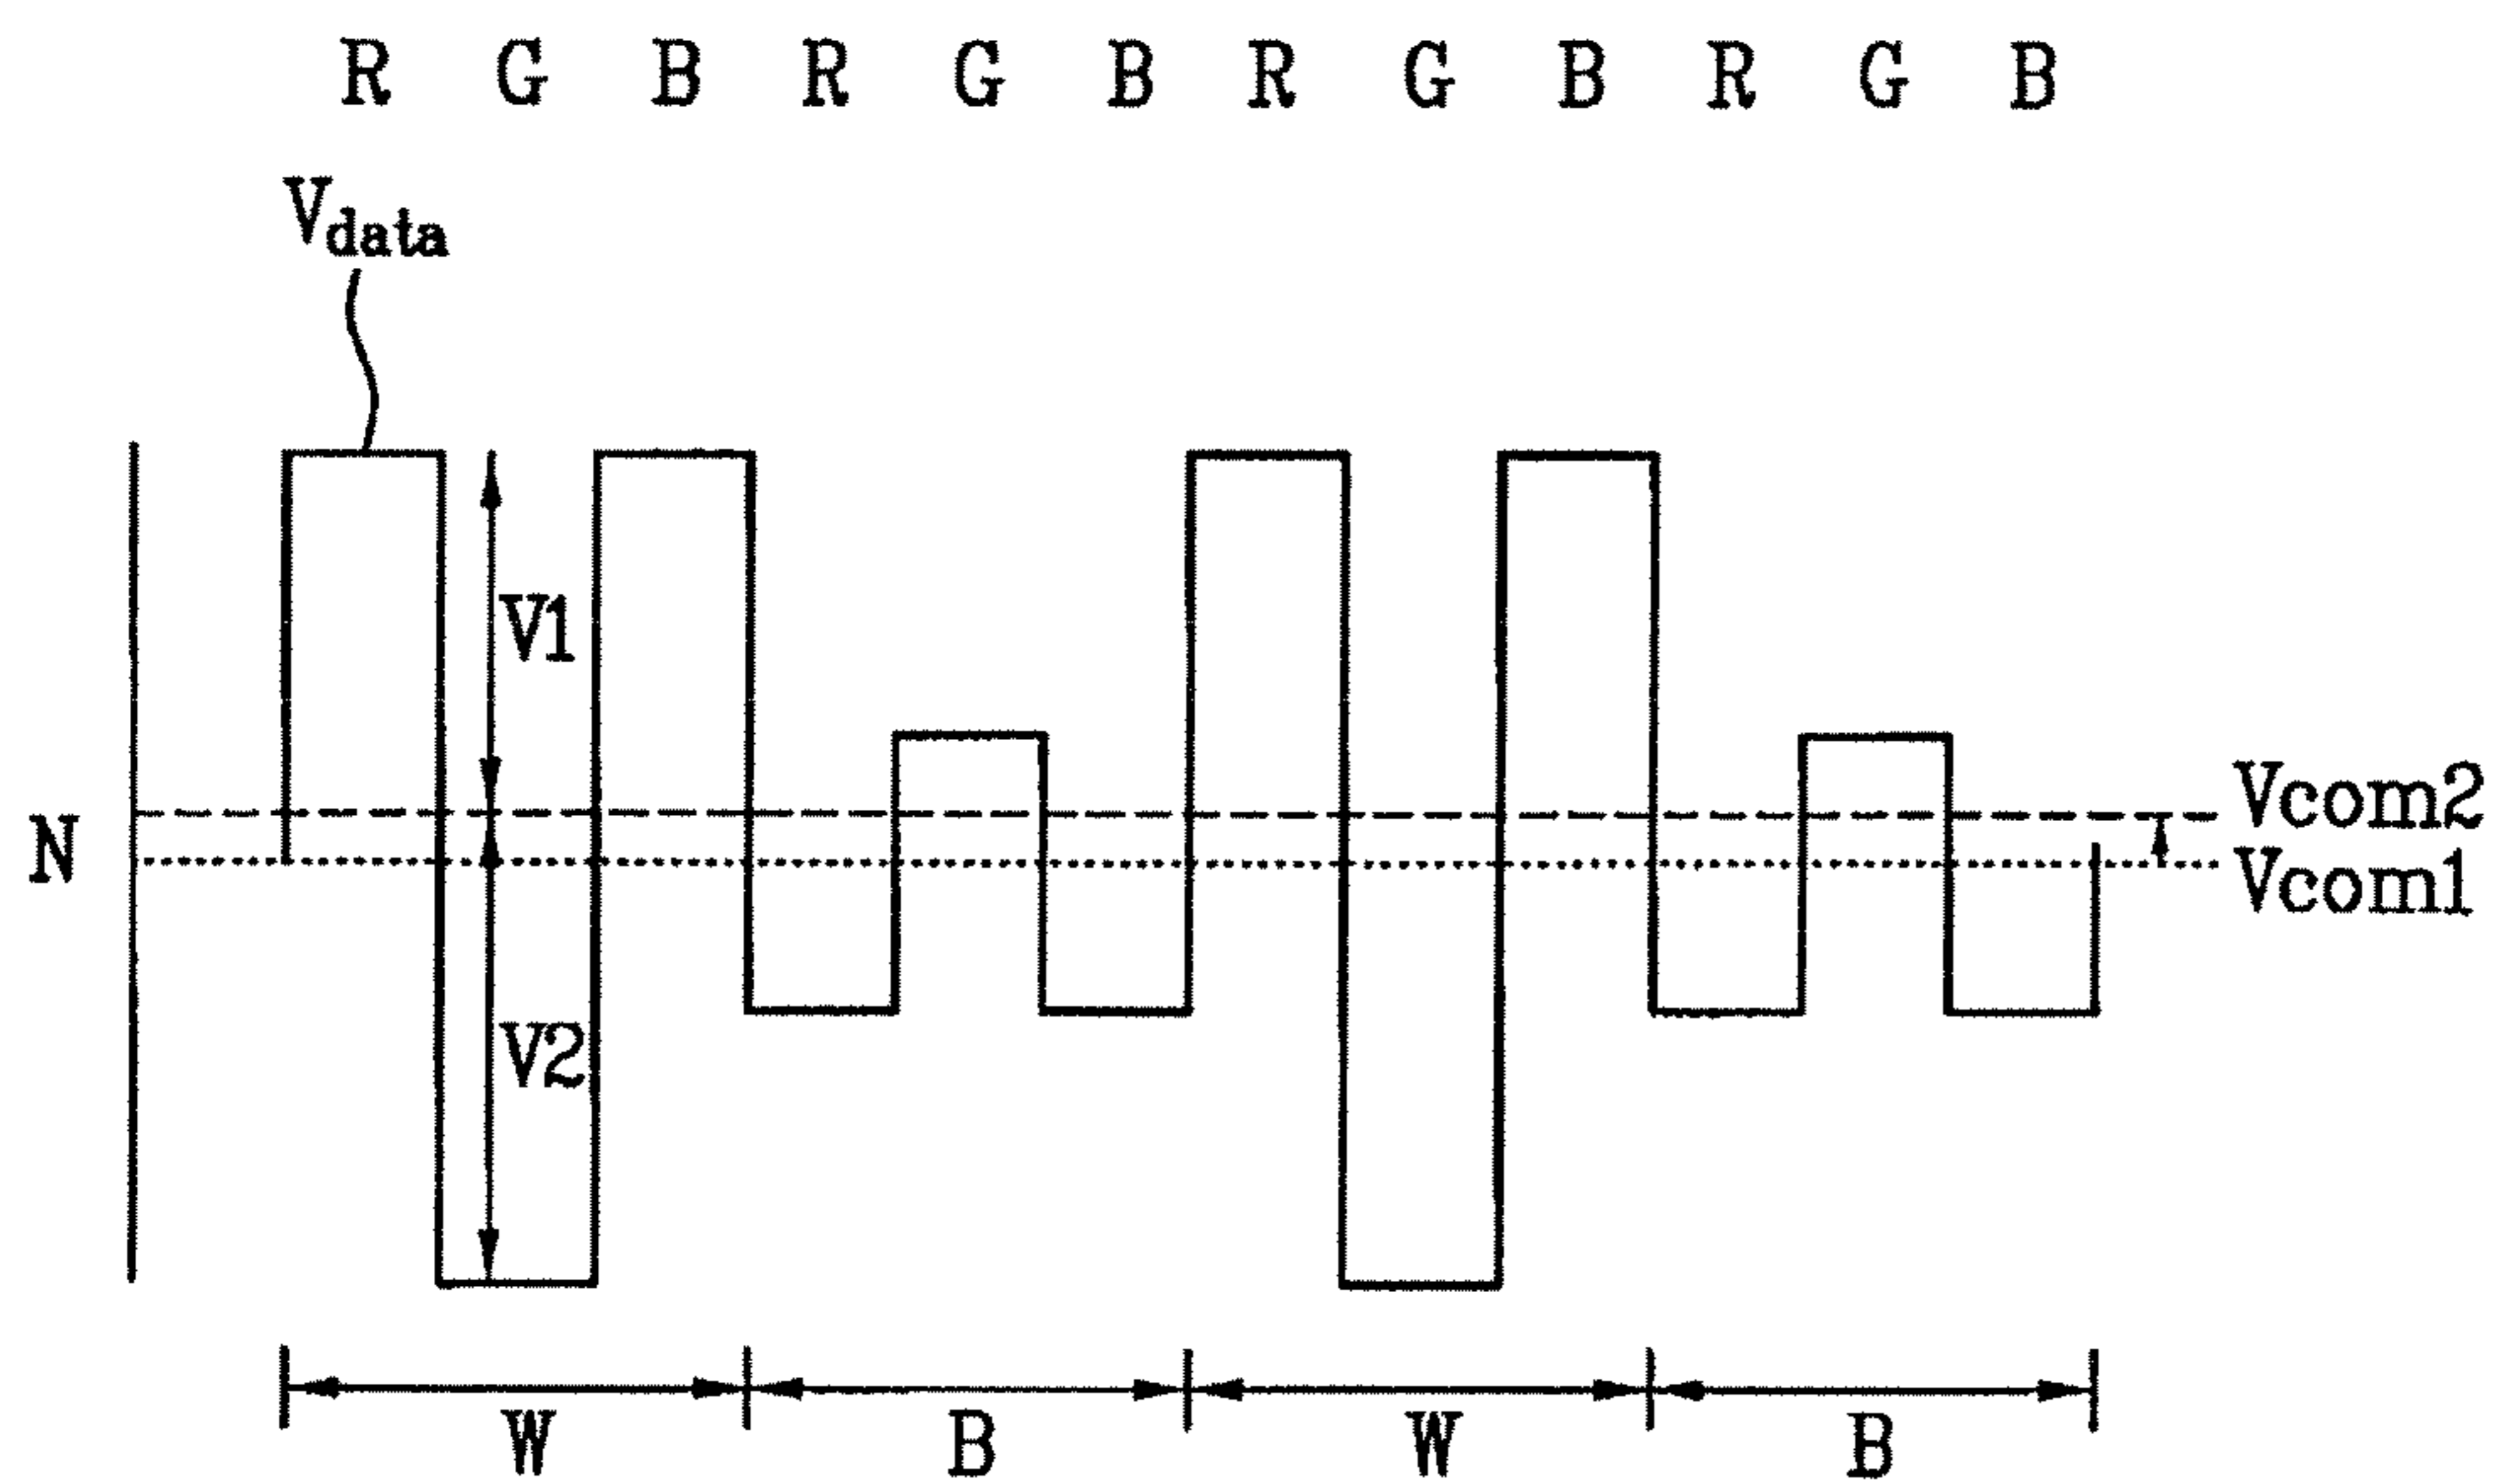 R G B R G B R G B R G B
Vdata
V1
Vcom2
N
Vcom1
V2
W B W B